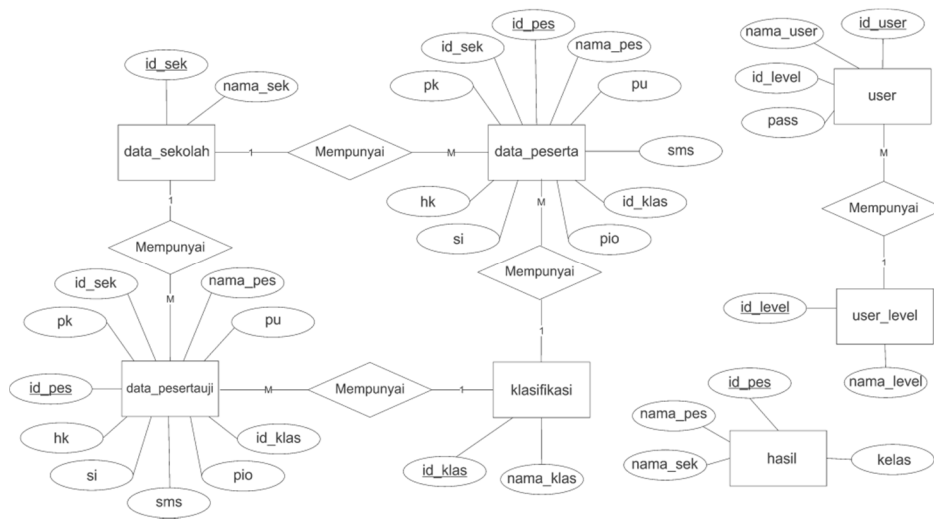 id_pes
id_sek
nama_pes
pk
pu
data_peserta
sms
hk
id_klas
si
pio
id_sek
nama_sek
data_sekolah
1
Mempunyai
M
1
Mempunyai
M
M
Mempunyai
1
id_sek
nama_pes
pk
pu
id_pes
data_pesertauji
hk
id_klas
si
pio
sms
M
Mempunyai
1
klasifikasi
id_klas
nama_klas
id_user
nama_user
id_level
user
pass
M
Mempunyai
1
id_level
user_level
nama_level
id_pes
nama_pes
nama_sek
hasil
kelas